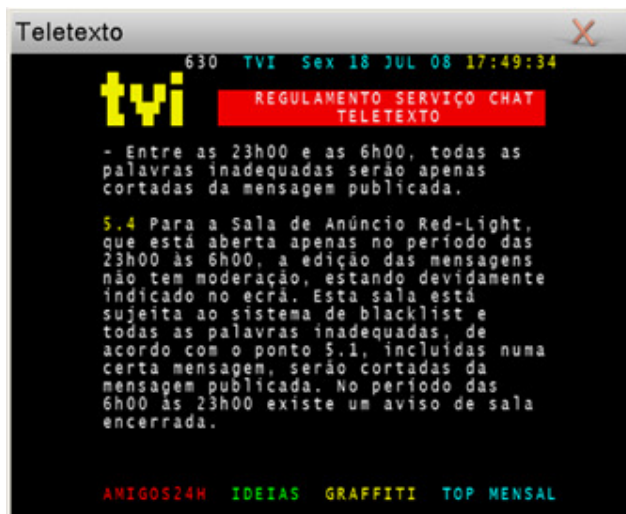 Teletexto
630 TVI Sex 18 JUL 08 17:49:34
tvi
REGULAMENTO SERVIÇO CHAT
TELETEXTO
- Entre as 23h00 e as 6h00, todas as
palavras inadequadas serão apenas
cortadas da mensagem publicada.
5.4 Para a Sala de Anúncio Red-Light,
que está aberta apenas no período das
23h00 às 6h00, a edição das mensagens
não tem moderação, estando devidamente
indicado no ecrã. Esta sala está
sujeita ao sistema de blacklist e
todas as palavras inadequadas, de
acordo com o ponto 5.1, incluídas numa
certa mensagem, serão cortadas da
mensagem publicada. No período das
6h00 às 23h00 existe um aviso de sala
encerrada.
AMIGOS24H IDEIAS GRAFFITI TOP MENSAL